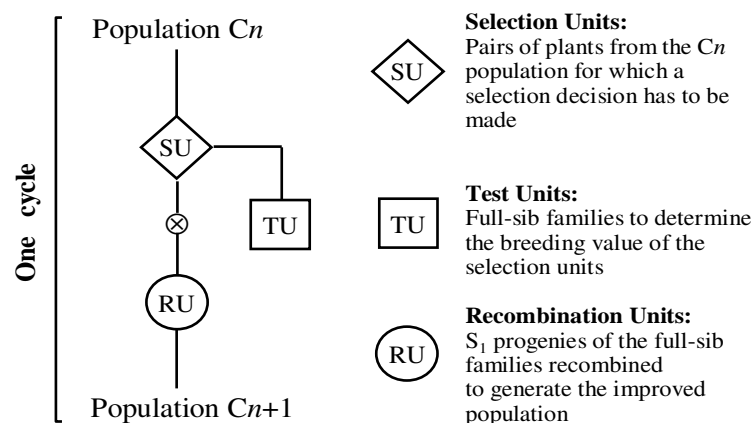 One cycle
Population Cn
SU
TU
RU
Population Cn+1
SU
Selection Units:
Pairs of plants from the Cn
population for which a
selection decision has to be
made
TU
Test Units:
Full-sib families to determine
the breeding value of the
selection units
RU
Recombination Units:
S₁ progenies of the full-sib
families recombined
to generate the improved
population